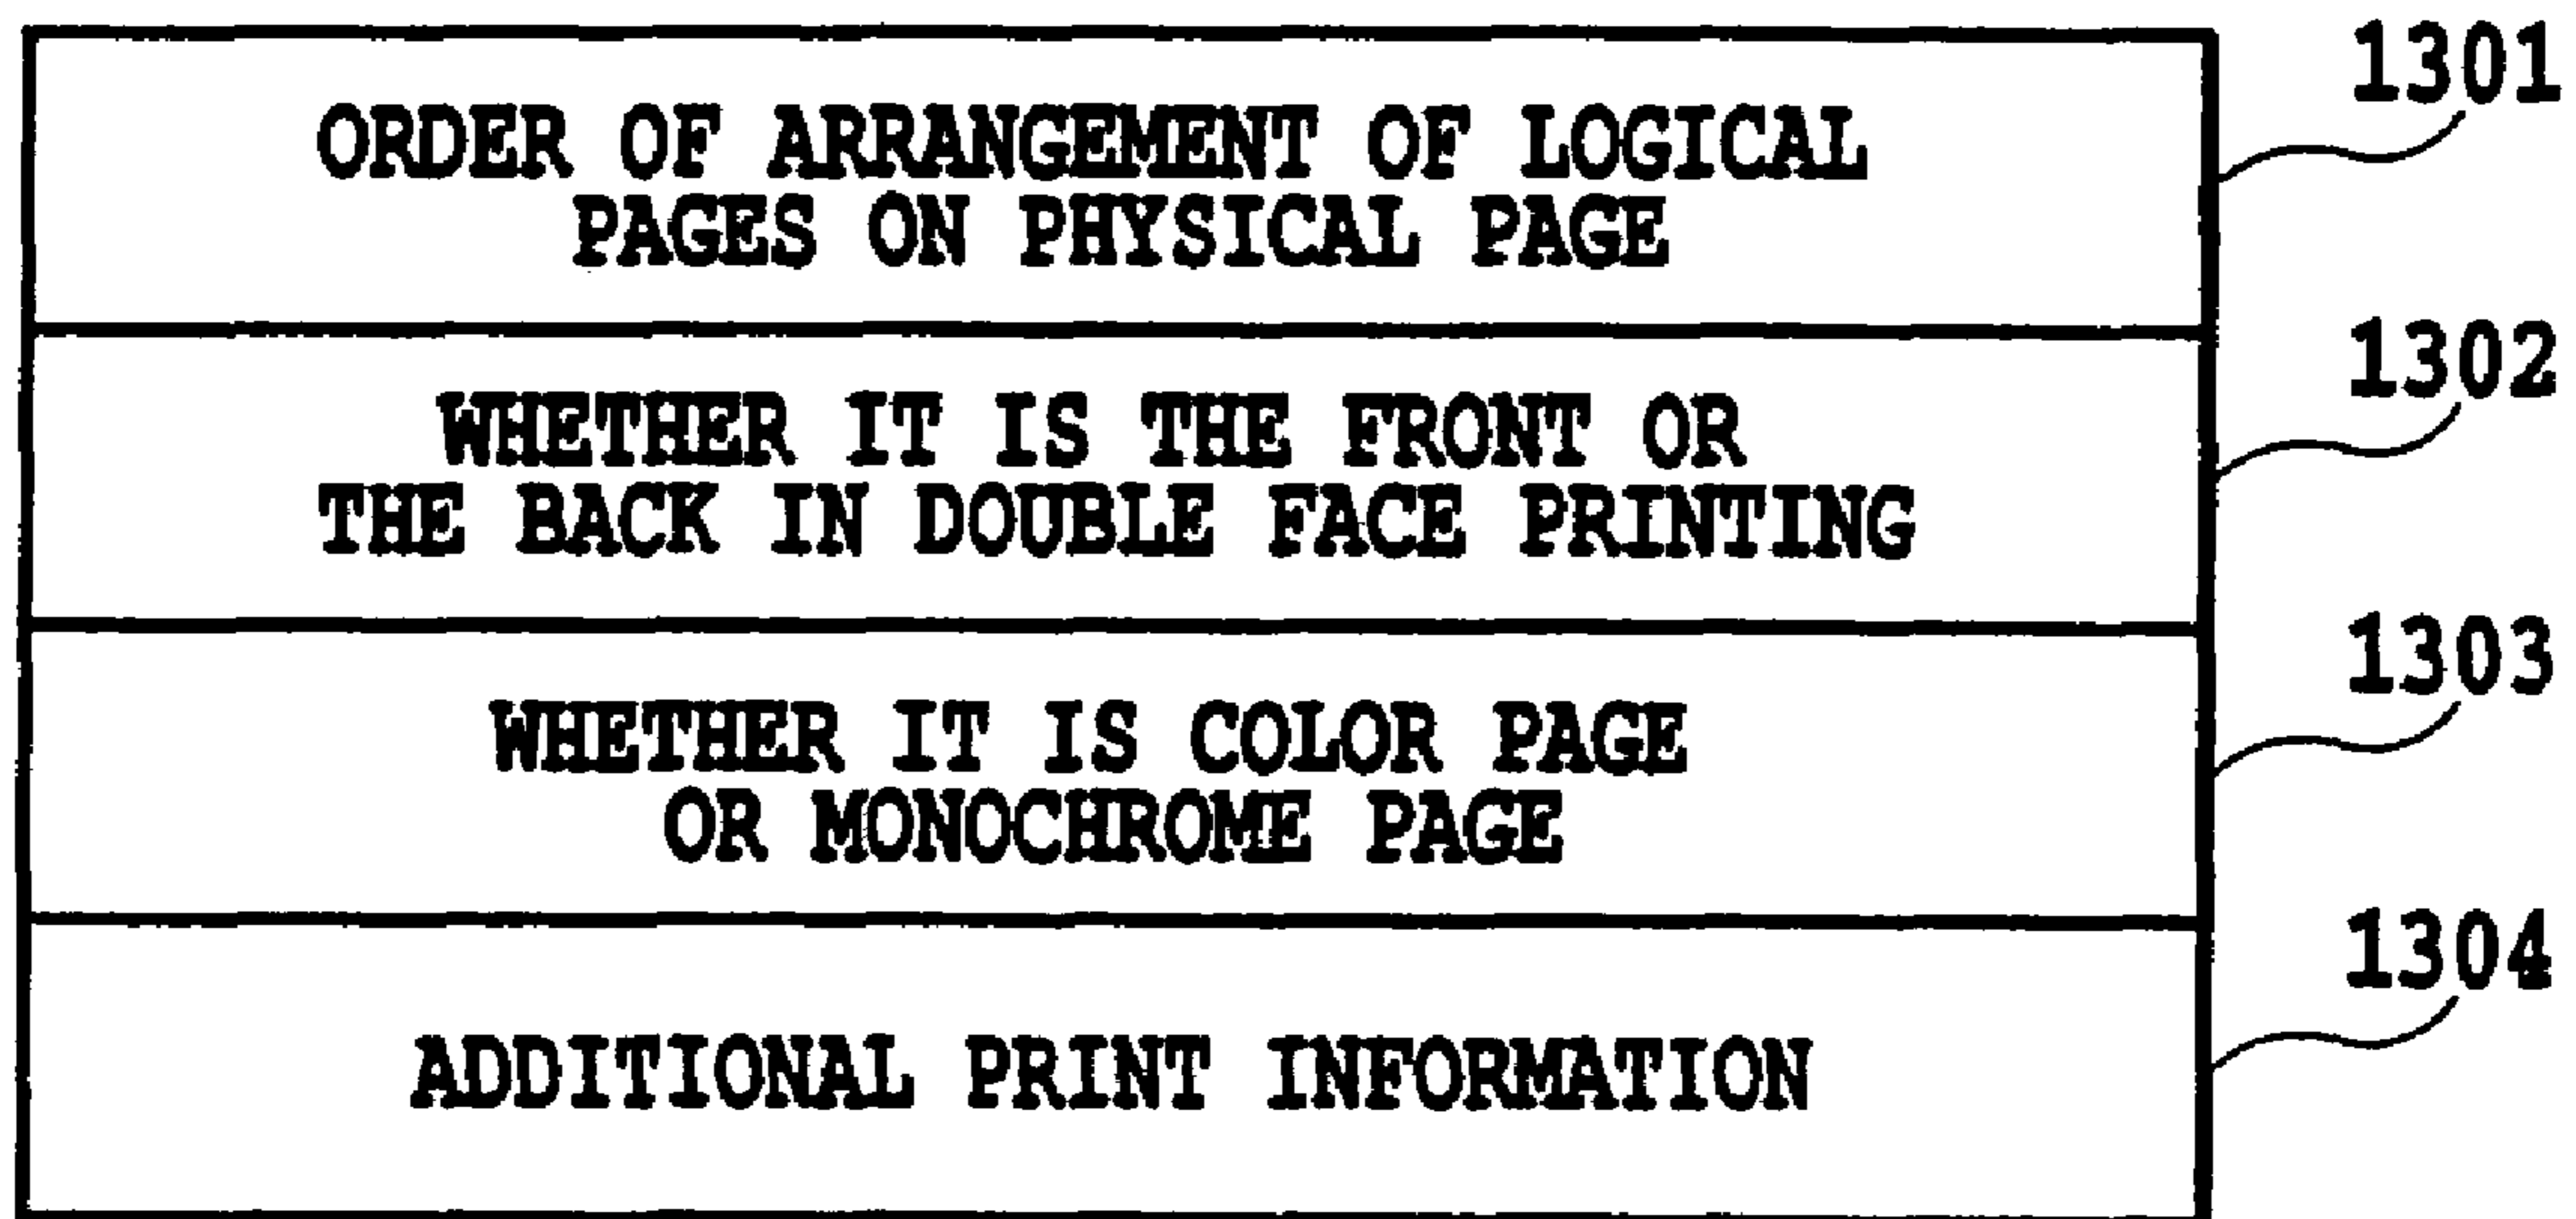 1301
ORDER OF ARRANGEMENT OF LOGICAL
PAGES ON PHYSICAL PAGE
1302
WHETHER IT IS THE FRONT OR
THE BACK IN DOUBLE FACE PRINTING
1303
WHETHER IT IS COLOR PAGE
OR MONOCHROME PAGE
1304
ADDITIONAL PRINT INFORMATION